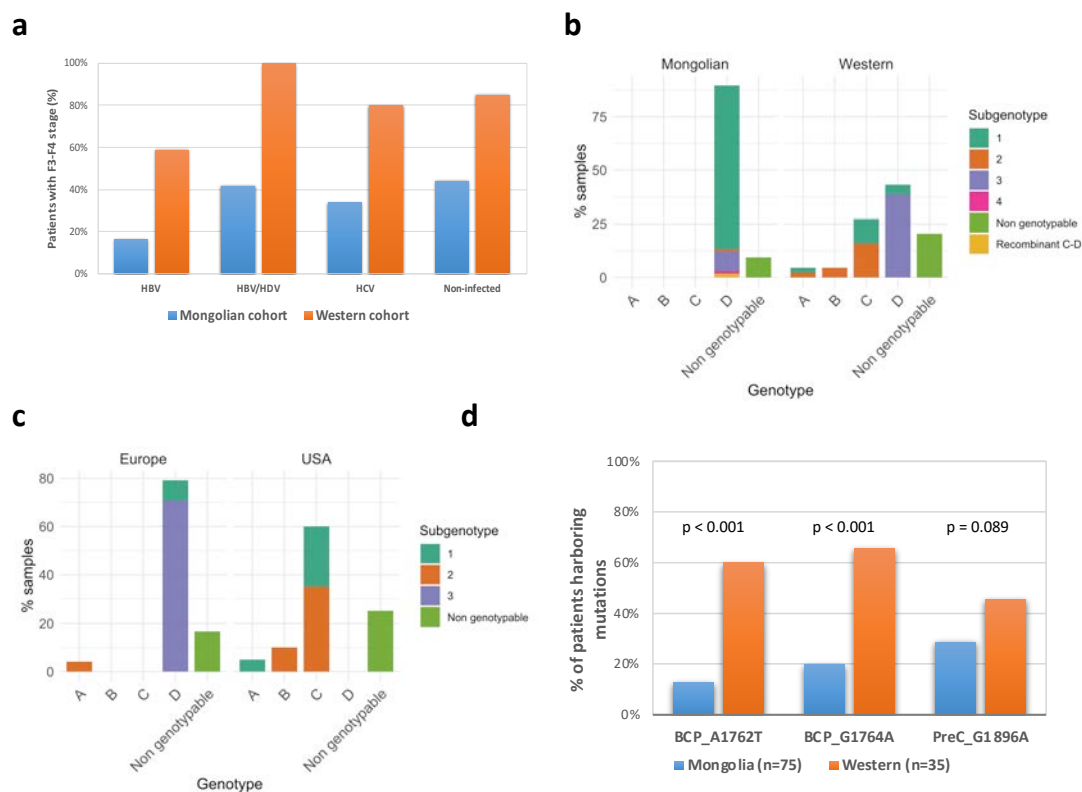 a
100%
80%
60%
40%
20%
0%
Patients with F3-F4 stage (%)
HBV
HBV/HDV
HCV
Non-infected
Mongolian cohort
Western cohort
b
Mongolian
Western
75
50
25
0
% samples
A
B
C
D
Non genotypable
A
B
C
D
Non genotypable
Genotype
Subgenotype
1
2
3
4
Non genotypable
Recombinant C-D
c
Europe
USA
80
60
40
20
0
% samples
A
B
C
D
Non genotypable
A
B
C
D
Non genotypable
Genotype
Subgenotype
1
2
3
Non genotypable
d
100%
80%
60%
40%
20%
0%
% of patients harboring
mutations
p < 0.001
p < 0.001
p = 0.089
BCP_A1762T
BCP_G1764A
PreC_G1896A
Mongolia (n=75)
Western (n=35)